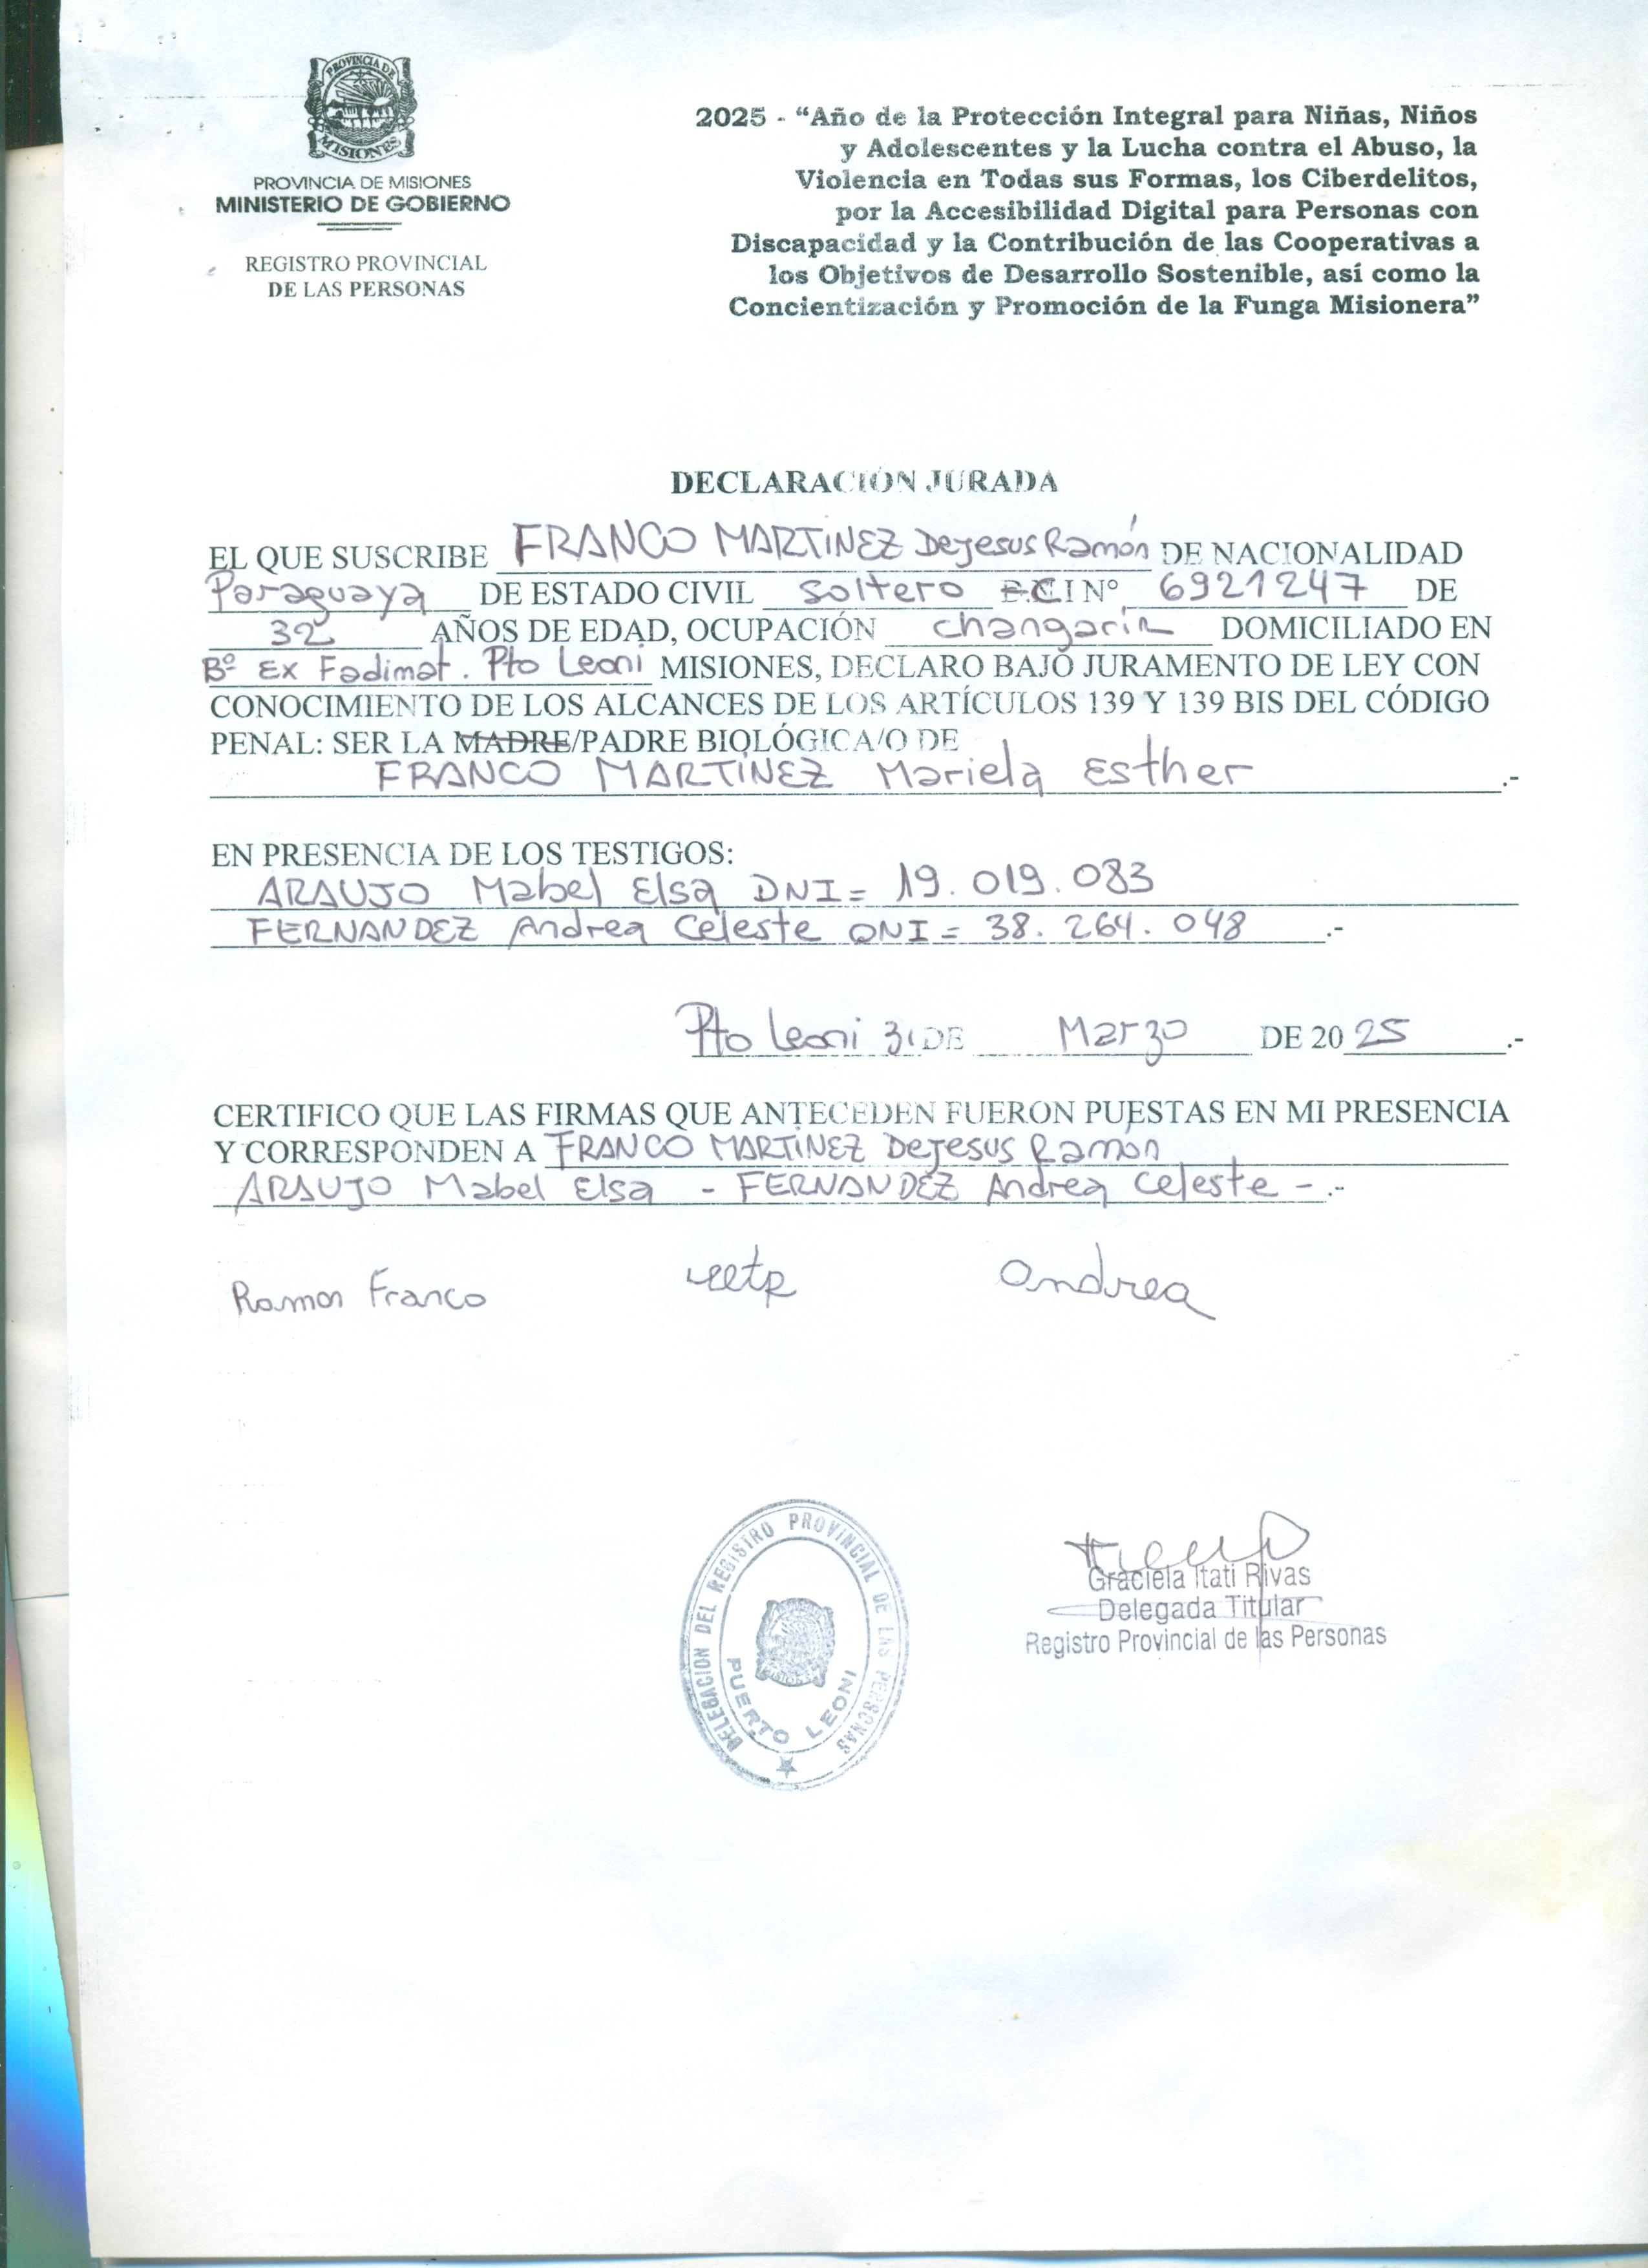 PROVINCIA DE
MISIONES
PROVINCIA DE MISIONES
MINISTERIO DE GOBIERNO
REGISTRO PROVINCIAL
DE LAS PERSONAS
2025 - “Año de la Protección Integral para Niñas, Niños
y Adolescentes y la Lucha contra el Abuso, la
Violencia en Todas sus Formas, los Ciberdelitos,
por la Accesibilidad Digital para Personas con
Discapacidad y la Contribución de las Cooperativas a
los Objetivos de Desarrollo Sostenible, así como la
Concientización y Promoción de la Funga Misionera”
DECLARACIÓN JURADA
EL QUE SUSCRIBE FRANCO MARTINEZ Dejesus Ramón DE NACIONALIDAD
Paraguaya DE ESTADO CIVIL Soltero C.I N° 6921247 DE
32 AÑOS DE EDAD, OCUPACIÓN changarin DOMICILIADO EN
Bº Ex Fadimat. Pto Leoni MISIONES, DECLARO BAJO JURAMENTO DE LEY CON
CONOCIMIENTO DE LOS ALCANCES DE LOS ARTÍCULOS 139 Y 139 BIS DEL CÓDIGO
PENAL: SER LA MADRE/PADRE BIOLÓGICA/O DE
FRANCO MARTÍNEZ Mariela Esther .-
EN PRESENCIA DE LOS TESTIGOS:
ARAUJO Mabel Elsa DNI= 19.019.083
FERNANDEZ Andrea Celeste DNI= 38.264.048 .-
Pto Leoni 31 DE Marzo DE 2025 .-
CERTIFICO QUE LAS FIRMAS QUE ANTECEDEN FUERON PUESTAS EN MI PRESENCIA
Y CORRESPONDEN A FRANCO MARTÍNEZ Dejesus Ramón
ARAUJO Mabel Elsa - FERNANDEZ Andrea Celeste - .-
Ramon Franco andrea
DELEGACION DEL REGISTRO PROVINCIAL DE LAS PERSONAS
PUERTO LEONI
Graciela Itati Rivas
Delegada Titular
Registro Provincial de las Personas